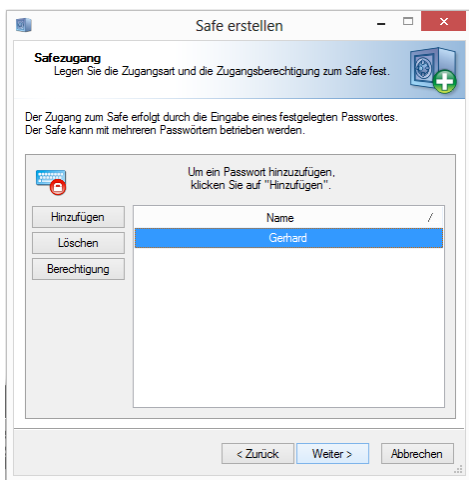 Safe erstellen
Safezugang
Legen Sie die Zugangsart und die Zugangsberechtigung zum Safe fest.
Der Zugang zum Safe erfolgt durch die Eingabe eines festgelegten Passwortes.
Der Safe kann mit mehreren Passwörtern betrieben werden.
Um ein Passwort hinzuzufügen,
klicken Sie auf "Hinzufügen".
Hinzufügen
Löschen
Berechtigung
Name /
Gerhard
< Zurück Weiter > Abbrechen